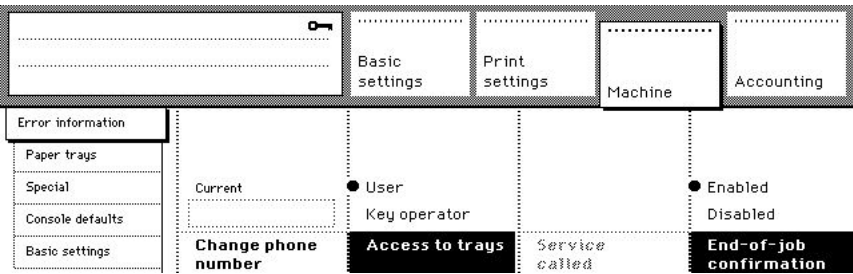 Basic
settings
Print
settings
Machine
Accounting
Error information
Paper trays
Special
Console defaults
Basic settings
Current
Change phone
number
User
Key operator
Access to trays
Service
called
Enabled
Disabled
End-of-job
confirmation